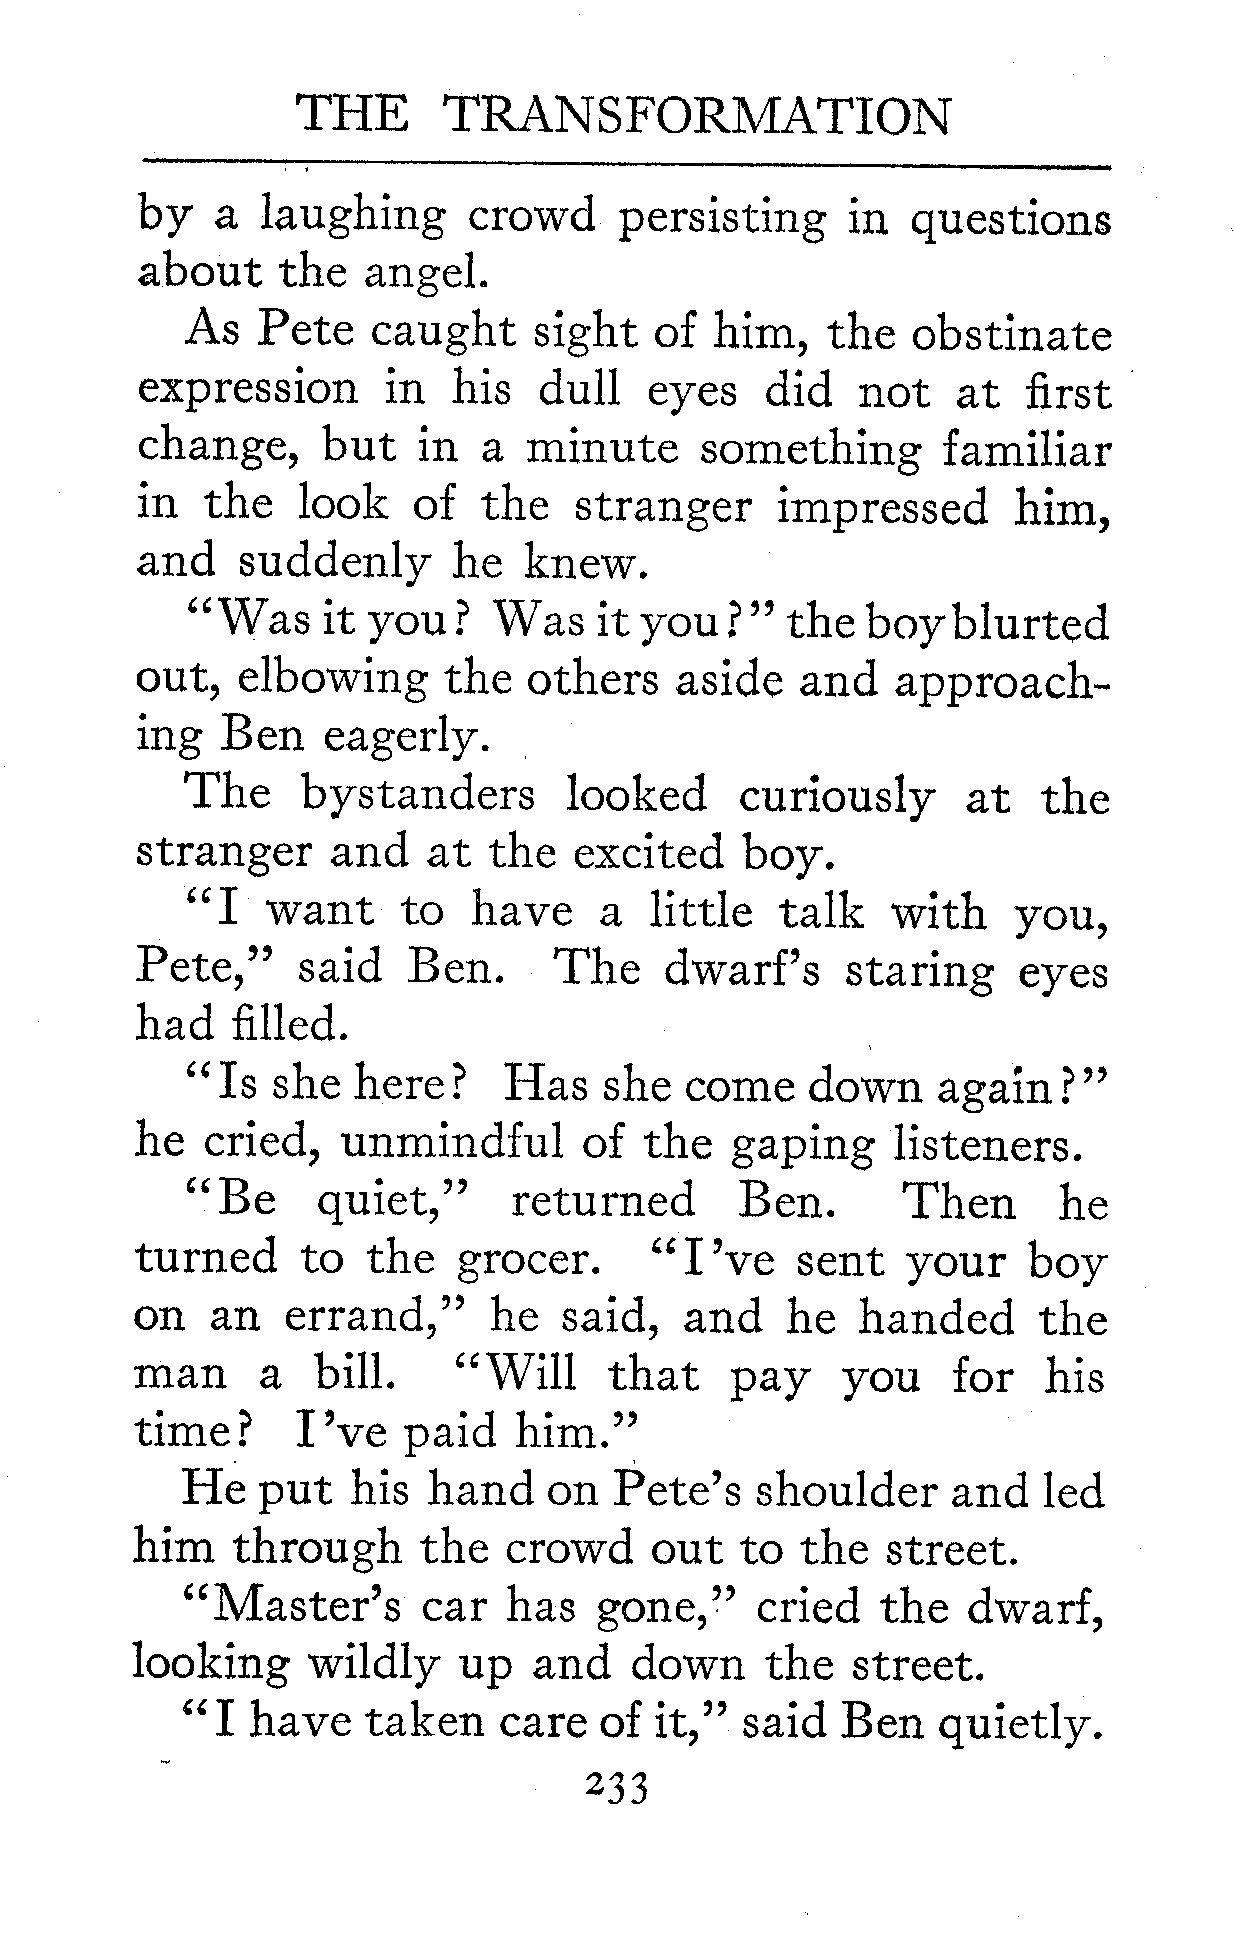 THE TRANSFORMATION
by a laughing crowd persisting in questions
about the angel.
As Pete caught sight of him, the obstinate
expression in his dull eyes did not at first
change, but in a minute something familiar
in the look of the stranger impressed him,
and suddenly he knew.
"Was it you? Was it you?" the boy blurted
out, elbowing the others aside and approach-
ing Ben eagerly.
The bystanders looked curiously at the
stranger and at the excited boy.
"I want to have a little talk with you,
Pete," said Ben. The dwarf's staring eyes
had filled.
"Is she here? Has she come down again?"
he cried, unmindful of the gaping listeners.
"Be quiet," returned Ben. Then he
turned to the grocer. "I've sent your boy
on an errand," he said, and he handed the
man a bill. "Will that pay you for his
time? I've paid him."
He put his hand on Pete's shoulder and led
him through the crowd out to the street.
"Master's car has gone," cried the dwarf,
looking wildly up and down the street.
"I have taken care of it," said Ben quietly.
233